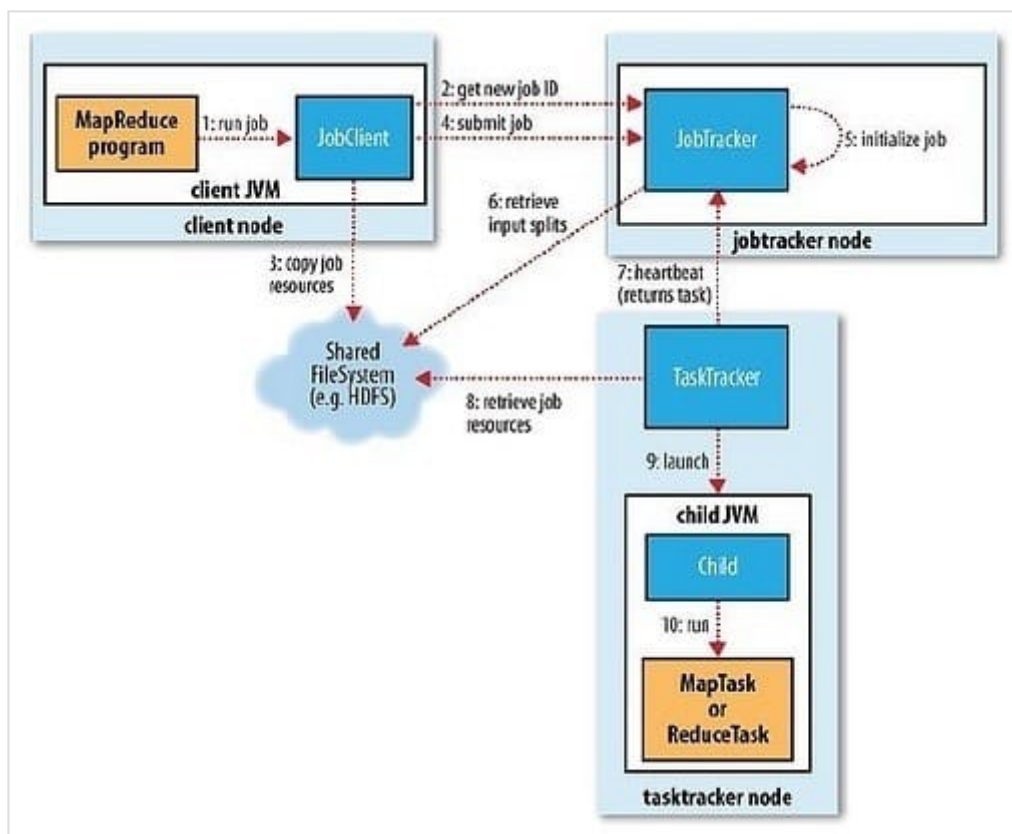 MapReduce
program
1: run job
JobClient
client JVM
client node
2: get new job ID
4: submit job
JobTracker
5: initialize job
jobtracker node
3: copy job
resources
6: retrieve
input splits
7: heartbeat
(returns task)
Shared
FileSystem
(e.g. HDFS)
8: retrieve job
resources
TaskTracker
9: launch
child JVM
Child
10: run
MapTask
or
ReduceTask
tasktracker node